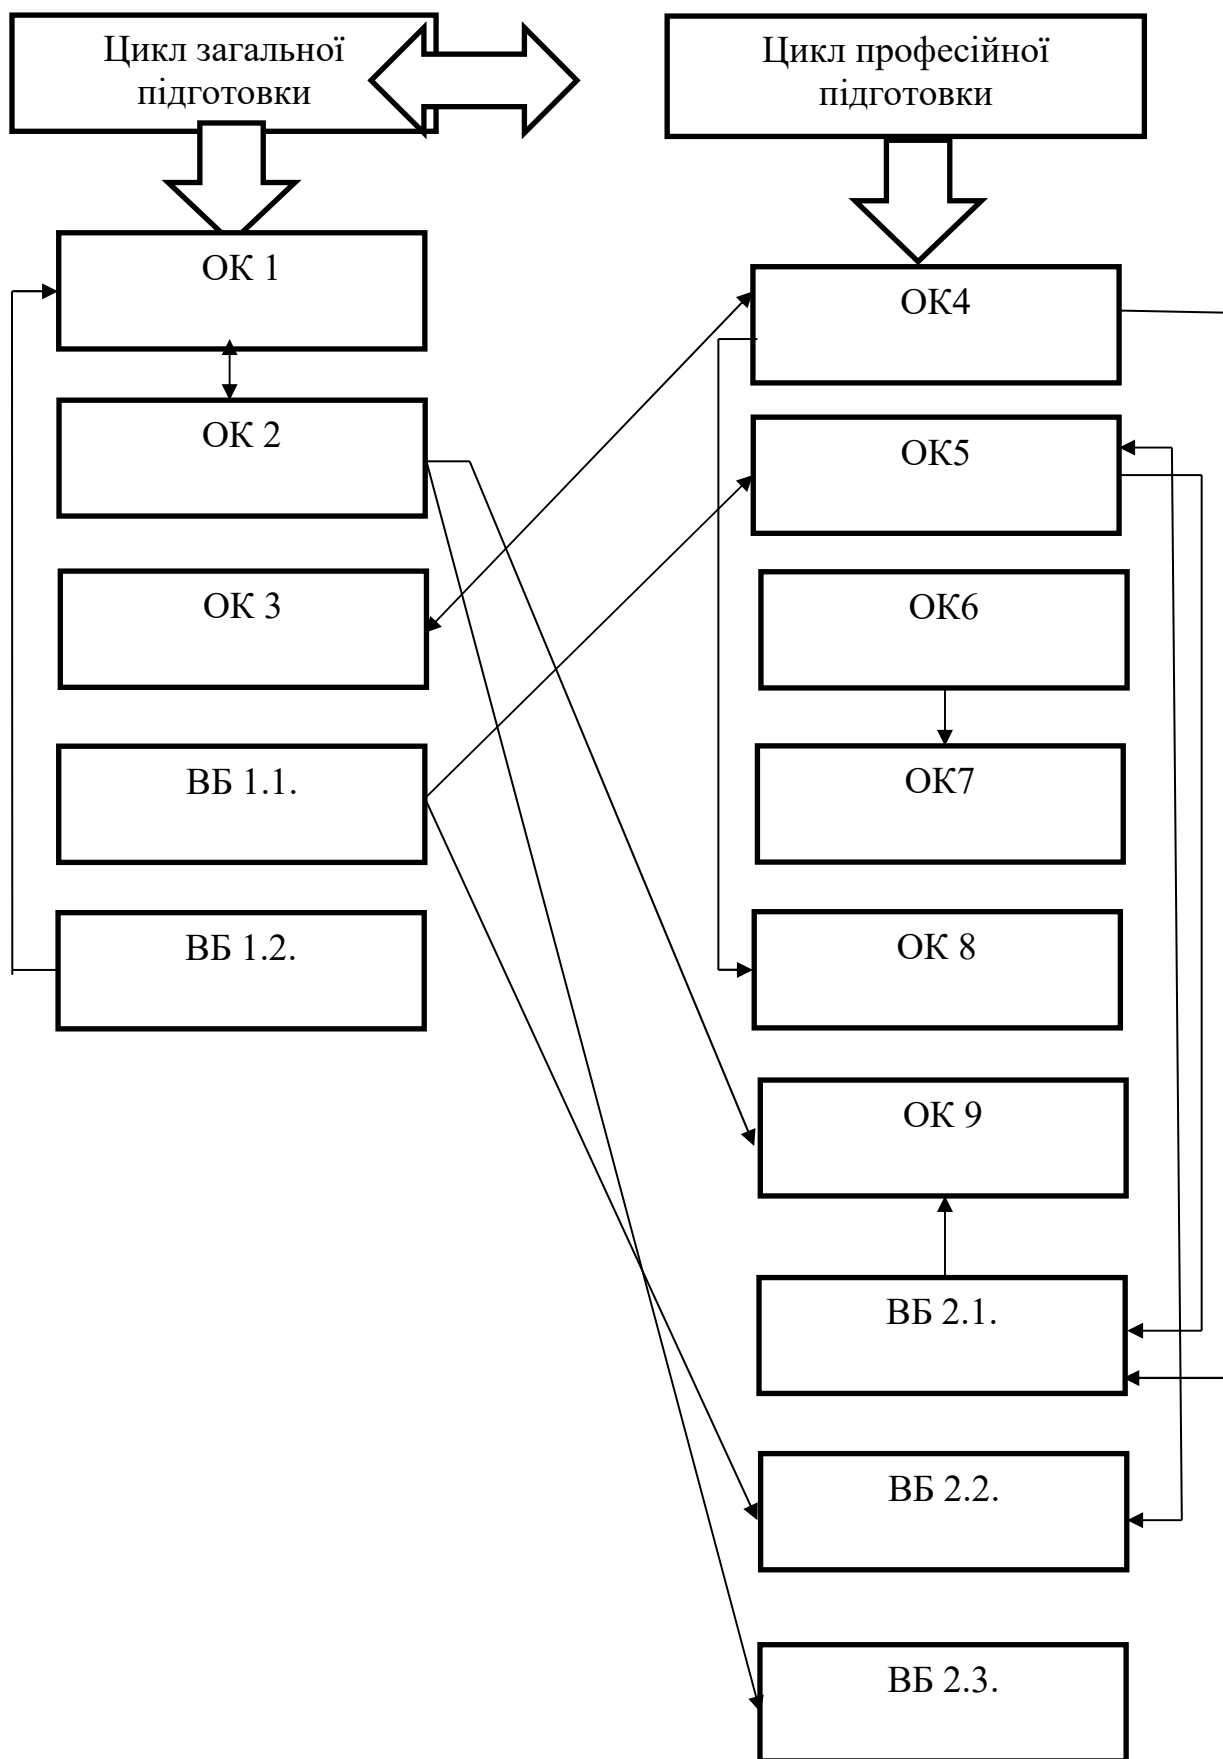 Цикл загальної
підготовки
Цикл професійної
підготовки
ОК 1
ОК 2
ОК 3
ВБ 1.1.
ВБ 1.2.
ОК4
ОК5
ОК6
ОК7
ОК 8
ОК 9
ВБ 2.1.
ВБ 2.2.
ВБ 2.3.